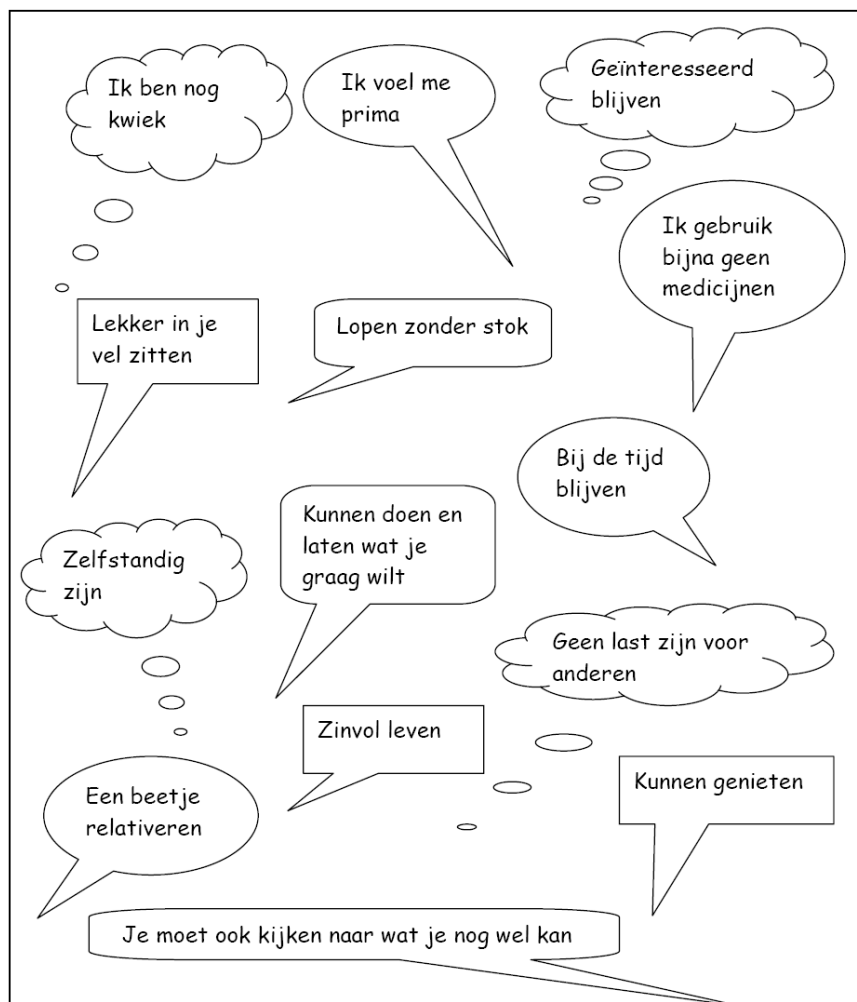 Ik ben nog
kwiek
Ik voel me
prima
Geïnteresseerd
blijven
Ik gebruik
bijna geen
medicijnen
Lekker in je
vel zitten
Lopen zonder stok
Bij de tijd
blijven
Kunnen doen en
laten wat je
graag wilt
Zelfstandig
zijn
Geen last zijn voor
anderen
Zinvol leven
Kunnen genieten
Een beetje
relativeren
Je moet ook kijken naar wat je nog wel kan